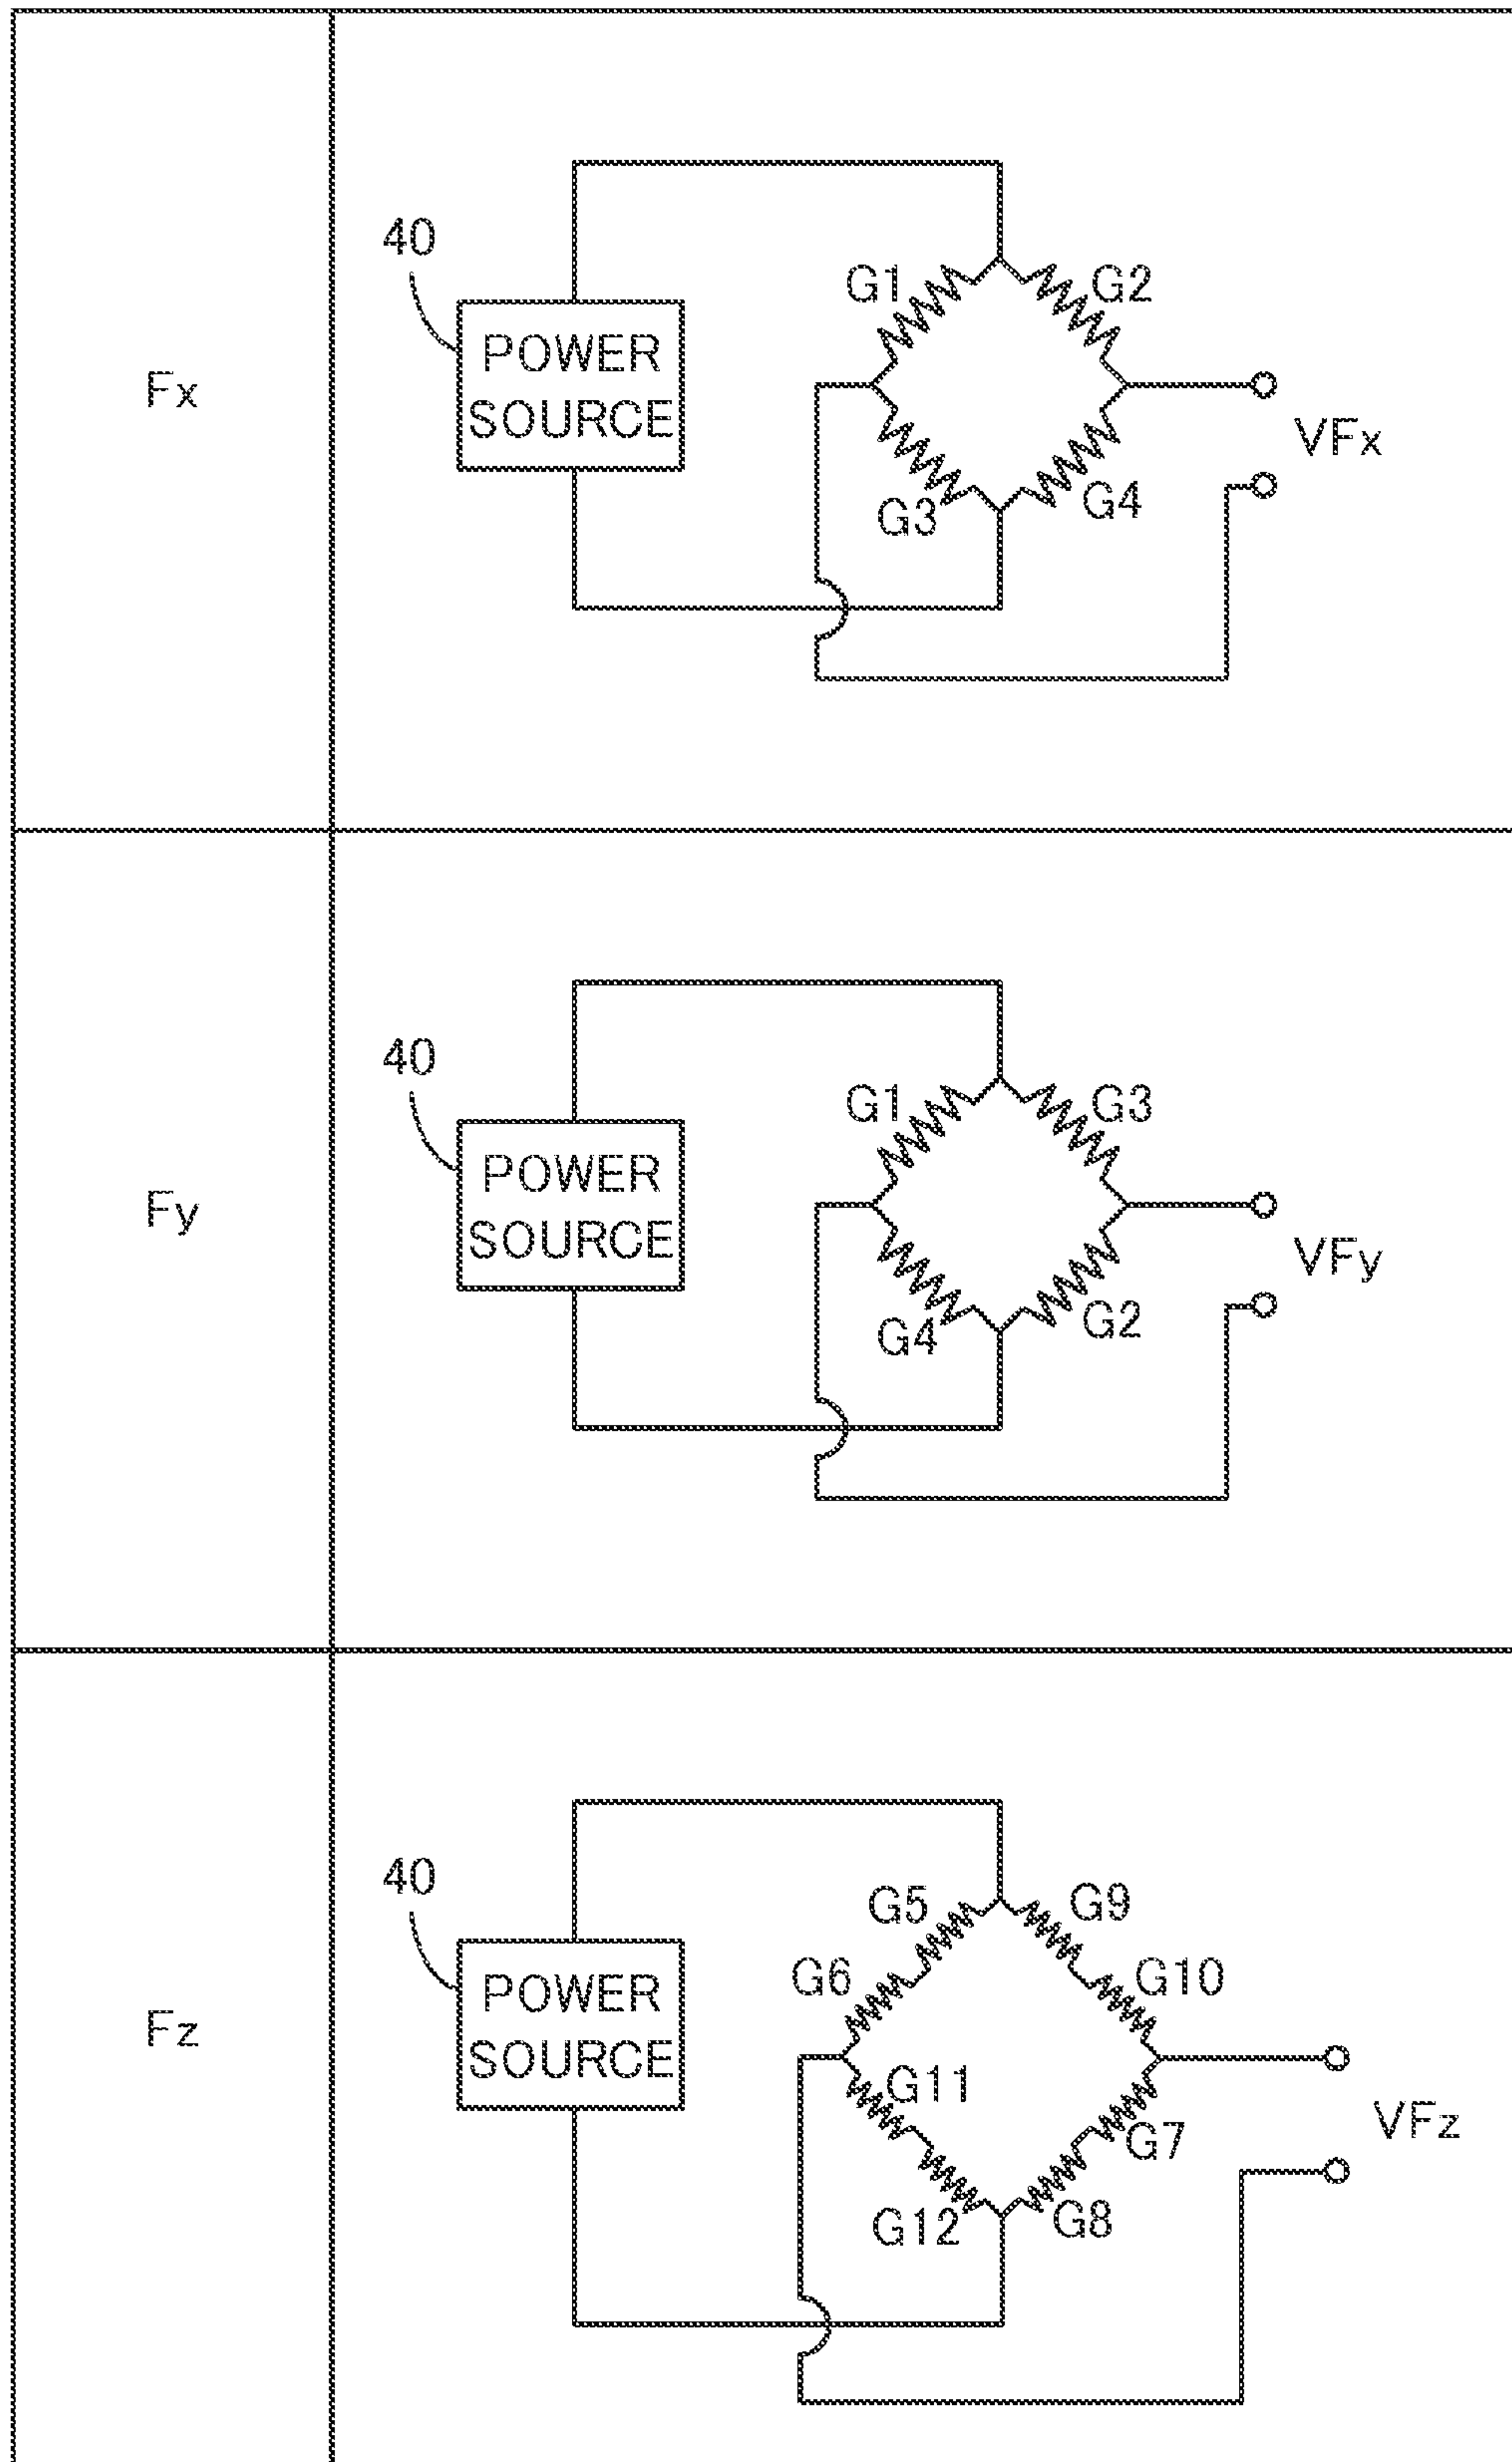 Fx
40
POWER
SOURCE
G1
G2
G3
G4
VFx
Fy
40
POWER
SOURCE
G1
G3
G4
G2
VFy
Fz
40
POWER
SOURCE
G5
G9
G6
G10
G11
G7
G12
G8
VFz